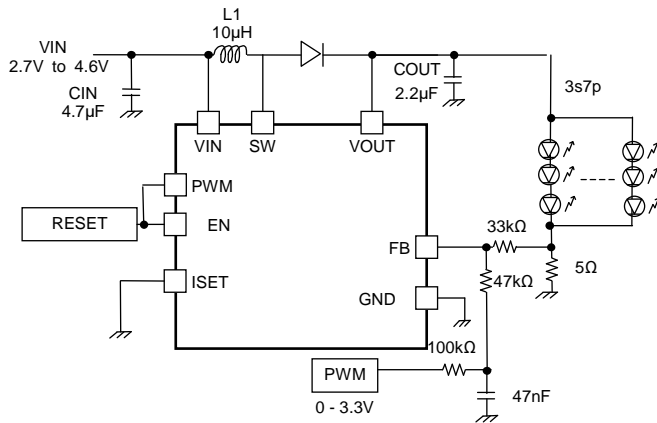 L1
10μH
VIN
2.7V to 4.6V
CIN
4.7μF
COUT
2.2μF
3s7p
VIN
SW
VOUT
PWM
RESET
EN
ISET
FB
GND
33kΩ
47kΩ
5Ω
100kΩ
PWM
0 - 3.3V
47nF